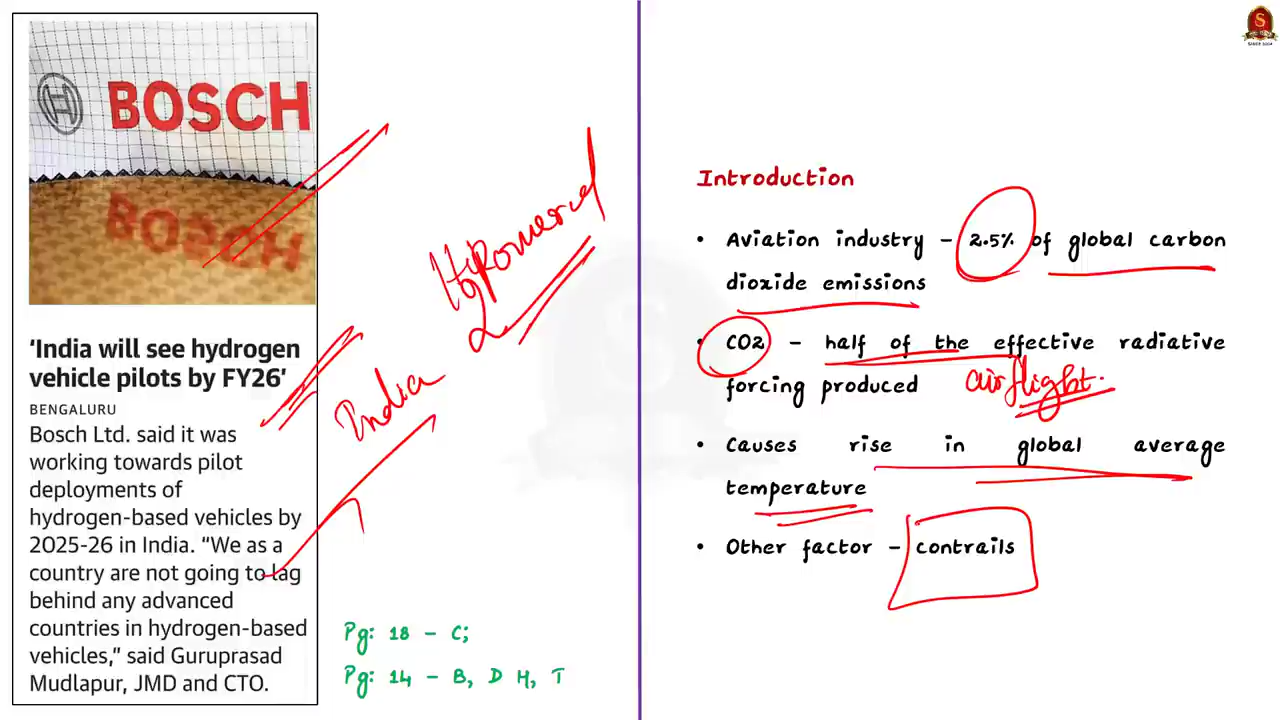 BOSCH
BOSCH
‘India will see hydrogen
vehicle pilots by FY26’
BENGALURU
Bosch Ltd. said it was
working towards pilot
deployments of
hydrogen-based vehicles by
2025-26 in India. “We as a
country are not going to lag
behind any advanced
countries in hydrogen-based
vehicles,” said Guruprasad
Mudlapur, JMD and CTO.
India
Pg: 18 - C;
Pg: 14 - B, D H, T
Introduction
• Aviation industry - 2.5% of global carbon
dioxide emissions
• CO2 - half of the effective radiative
forcing produced
air flight.
• Causes rise in global average
temperature
• Other factor - contrails